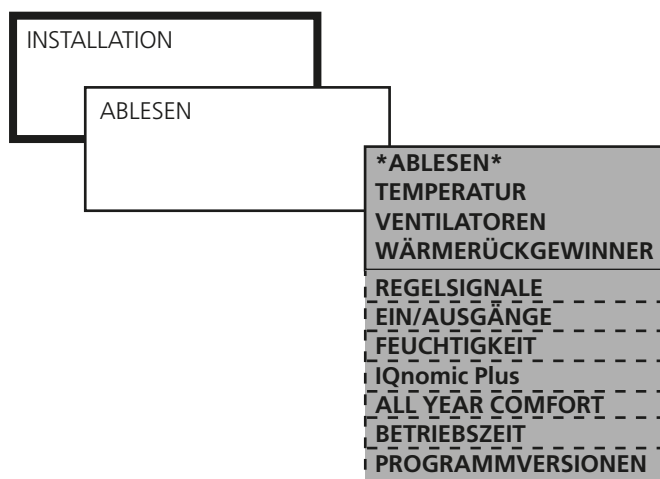 INSTALLATION
ABLESEN
*ABLESEN*
TEMPERATUR
VENTILATOREN
WÄRMERÜCKGEWINNER
REGELSIGNALE
EIN/AUSGÄNGE
FEUCHTIGKEIT
IQnomic Plus
ALL YEAR COMFORT
BETRIEBSZEIT
PROGRAMMVERSIONEN